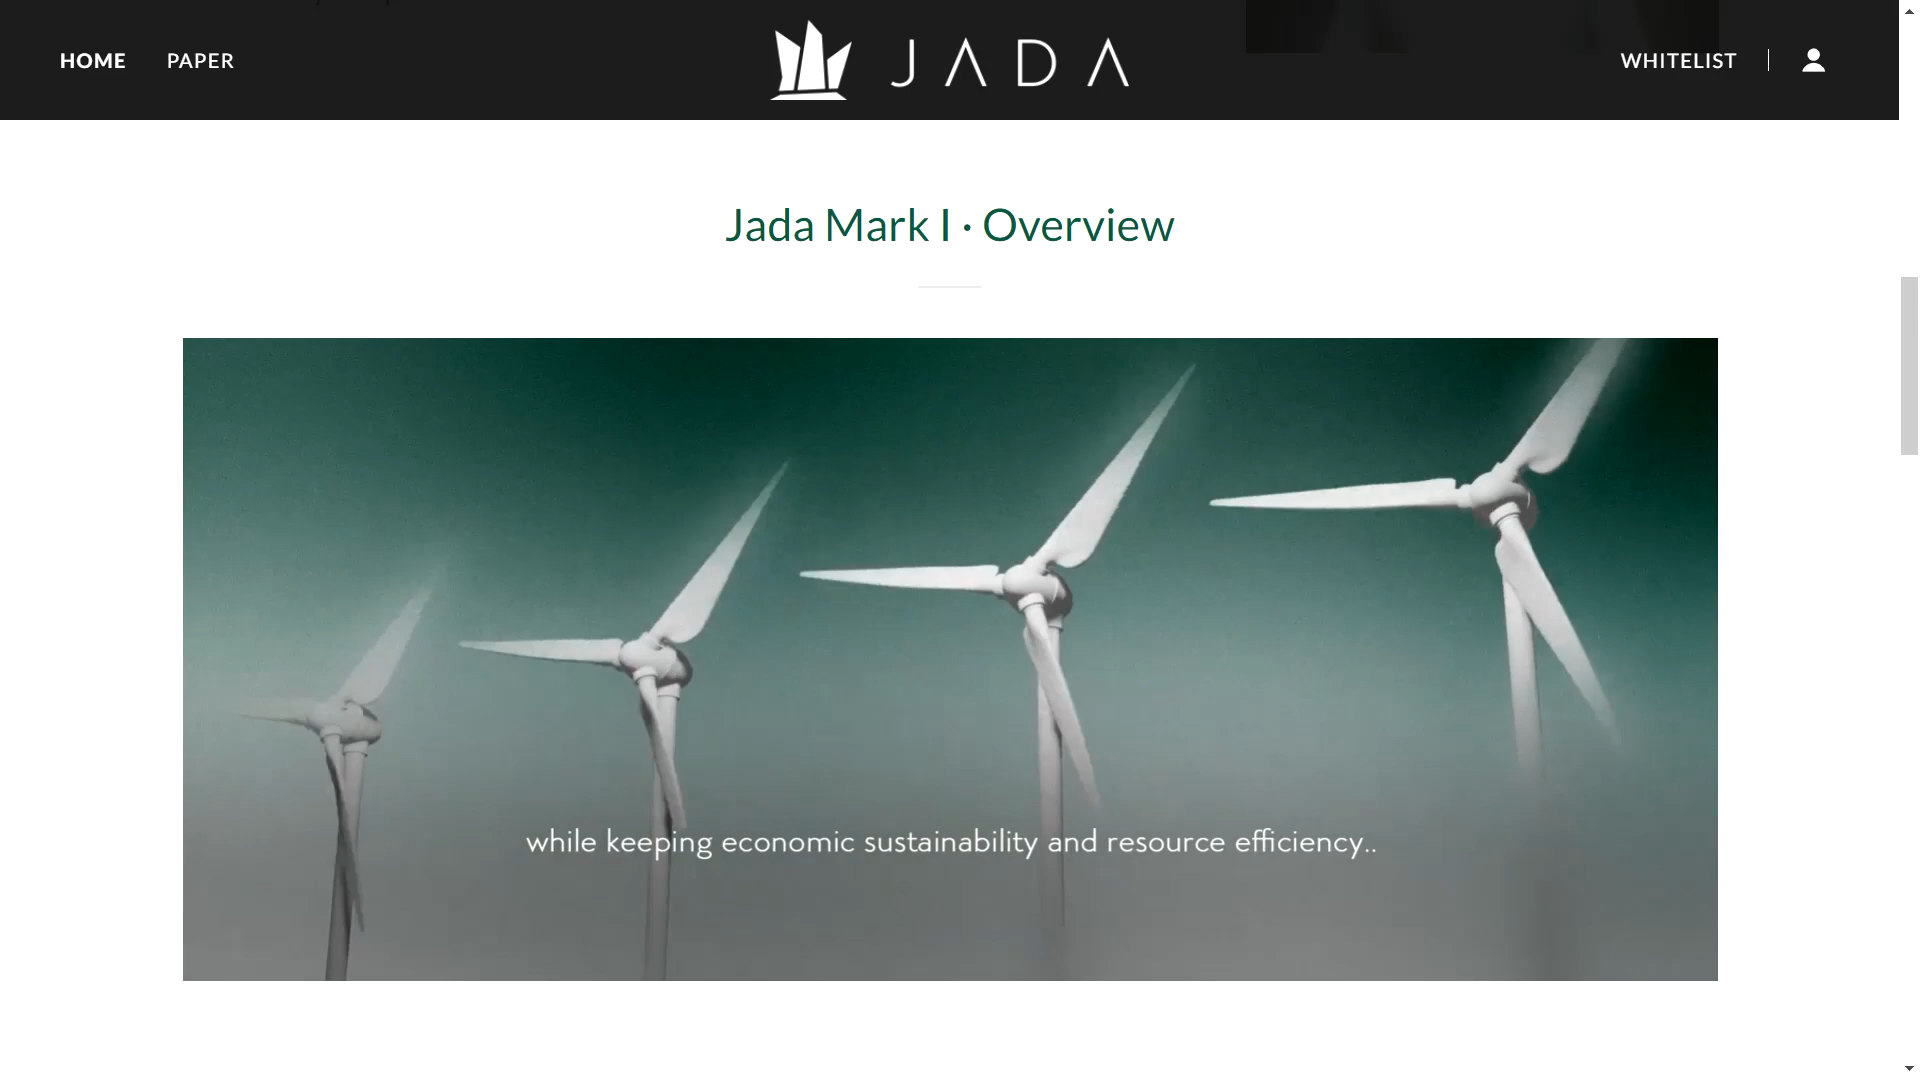 HOME
PAPER
JADA
WHITELIST
Jada Mark I · Overview
while keeping economic sustainability and resource efficiency..